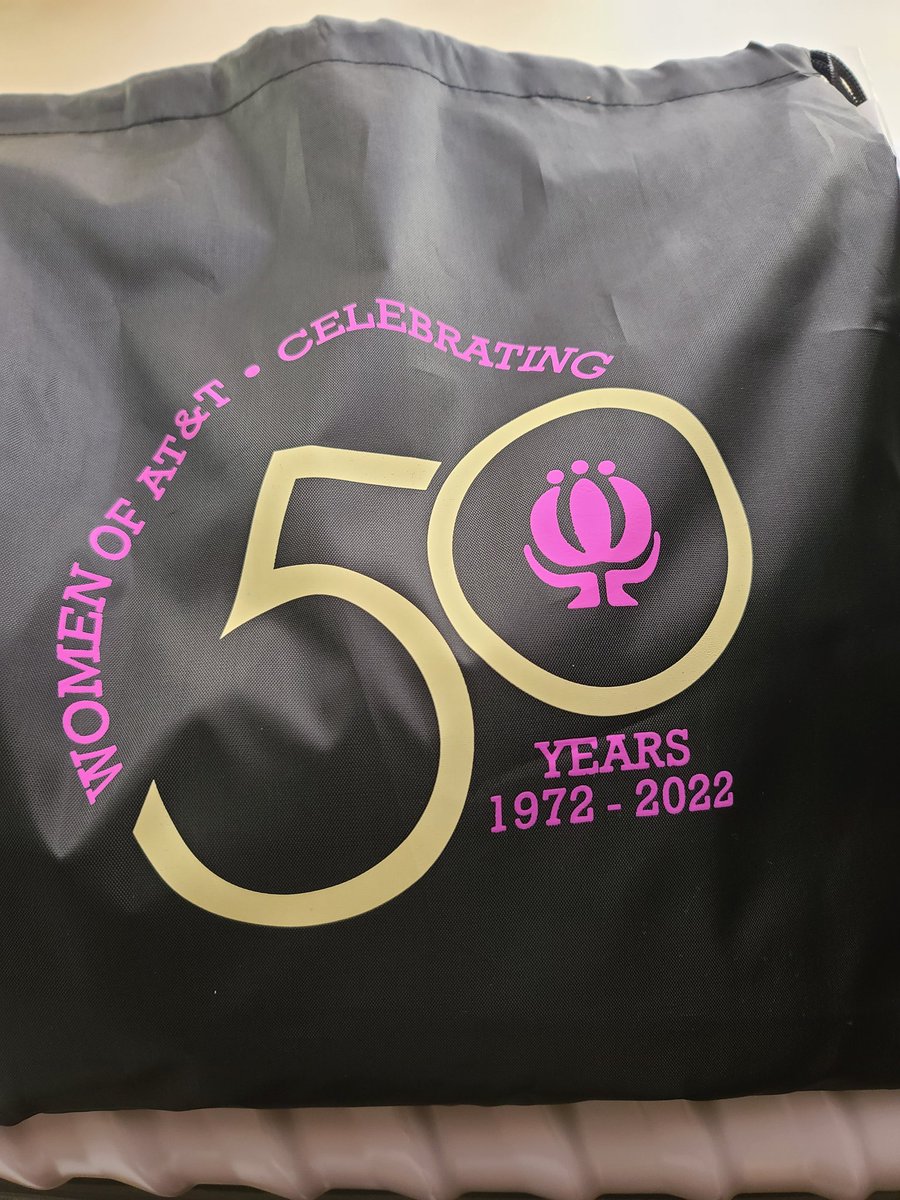 WOMEN OF AT&T • CELEBRATING
50
YEARS
1972 - 2022